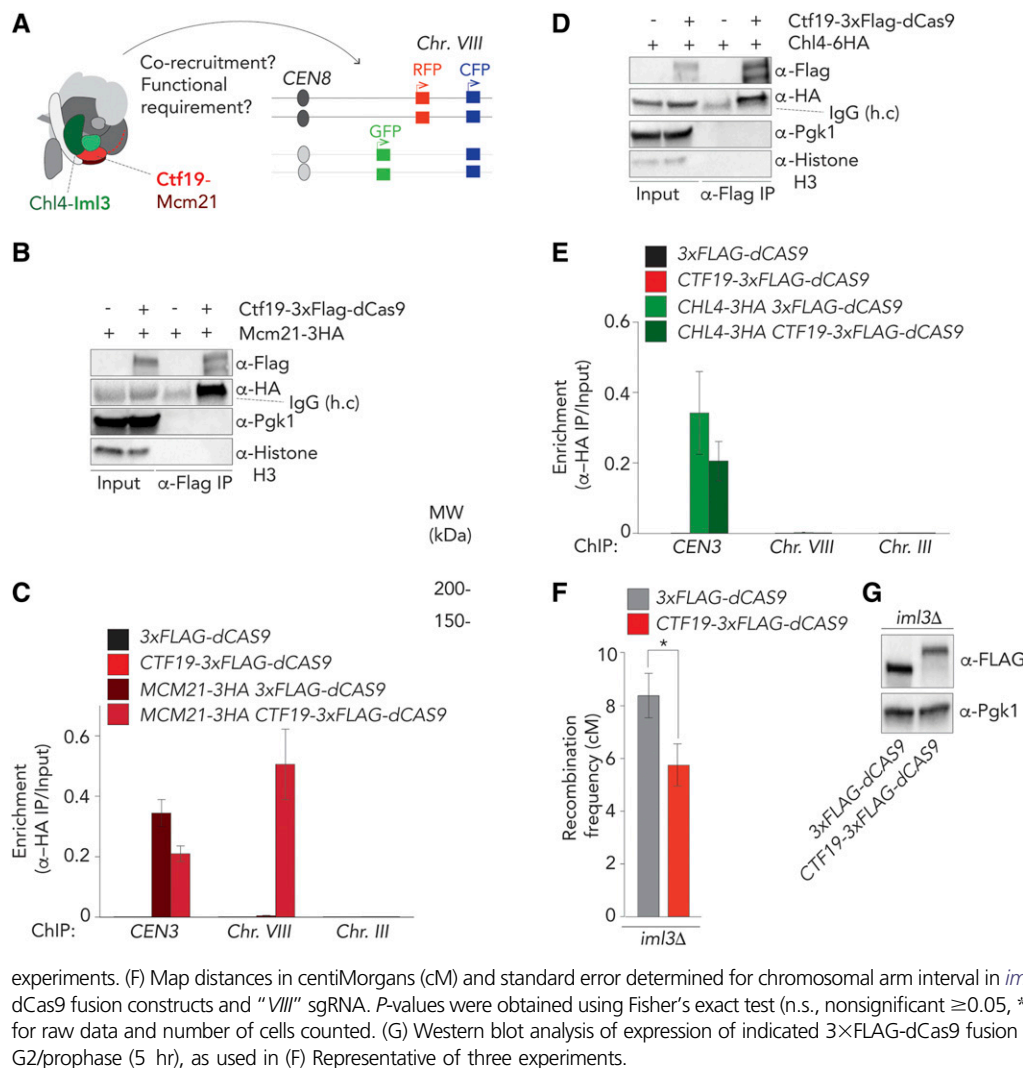 A
Co-recruitment?
Functional
requirement?
Chr. VIII
CEN8
RFP
CFP
GFP
Ctf19-
Mcm21
Chl4-Iml3
B
- + - + Ctf19-3xFlag-dCas9
+ + + + Mcm21-3HA
α-Flag
α-HA
IgG (h.c)
α-Pgk1
α-Histone
H3
Input α-Flag IP
MW
(kDa)
200-
150-
C
3xFLAG-dCAS9
CTF19-3xFLAG-dCAS9
MCM21-3HA 3xFLAG-dCAS9
MCM21-3HA CTF19-3xFLAG-dCAS9
Enrichment
(α–HA IP/Input)
0.6
0.4
0.2
0
ChIP: CEN3 Chr. VIII Chr. III
D
- + - + Ctf19-3xFlag-dCas9
+ + + + Chl4-6HA
α-Flag
α-HA
IgG (h.c)
α-Pgk1
α-Histone
H3
Input α-Flag IP
E
3xFLAG-dCAS9
CTF19-3xFLAG-dCAS9
CHL4-3HA 3xFLAG-dCAS9
CHL4-3HA CTF19-3xFLAG-dCAS9
Enrichment
(α–HA IP/Input)
0.6
0.4
0.2
0
ChIP: CEN3 Chr. VIII Chr. III
F
3xFLAG-dCAS9
CTF19-3xFLAG-dCAS9
*
Recombination
frequency (cM)
10
8
6
4
2
0
iml3Δ
G
iml3Δ
α-FLAG
α-Pgk1
3xFLAG-dCAS9
CTF19-3xFLAG-dCAS9
experiments. (F) Map distances in centiMorgans (cM) and standard error determined for chromosomal arm interval in im
dCas9 fusion constructs and “VIII” sgRNA. P-values were obtained using Fisher’s exact test (n.s., nonsignificant ≥0.05, *
for raw data and number of cells counted. (G) Western blot analysis of expression of indicated 3×FLAG-dCas9 fusion
G2/prophase (5 hr), as used in (F) Representative of three experiments.